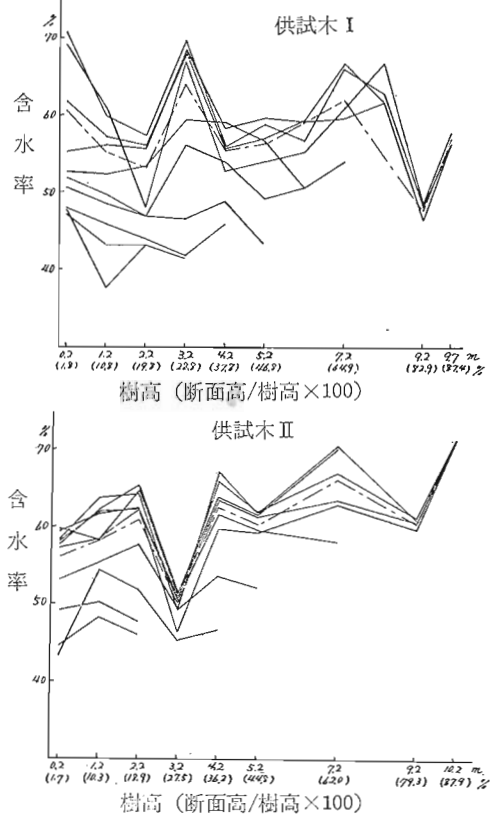 供試木Ⅰ
%
70
60
50
40
含水率
0.2 1.2 2.2 3.2 4.2 5.2 7.2 9.2 9.7 m
(1.8) (10.8) (19.8) (28.8) (37.8) (46.8) (64.9) (82.9) (87.4) %
樹高(断面高/樹高×100)
供試木Ⅱ
%
70
60
50
40
含水率
0.2 1.2 2.2 3.2 4.2 5.2 7.2 9.2 10.2 m
(1.7) (10.3) (18.9) (27.5) (36.2) (44.8) (62.0) (79.3) (87.9) %
樹高(断面高/樹高×100)